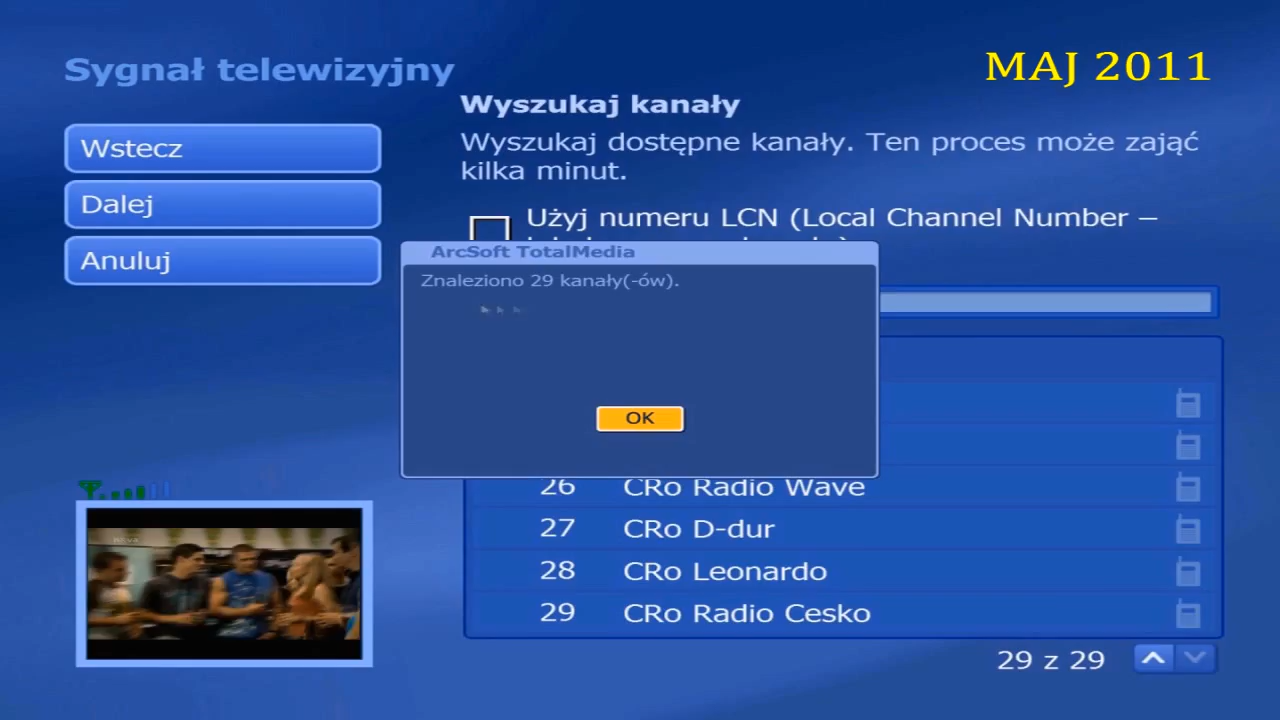 Sygnał telewizyjny
MAJ 2011
Wyszukaj kanały
Wyszukaj dostępne kanały. Ten proces może zająć
kilka minut.
Wstecz
Dalej
Anuluj
Użyj numeru LCN (Local Channel Number –
ArcSoft TotalMedia
Znaleziono 29 kanały(-ów).
OK
26 CRo Radio Wave
27 CRo D-dur
28 CRo Leonardo
29 CRo Radio Cesko
29 z 29